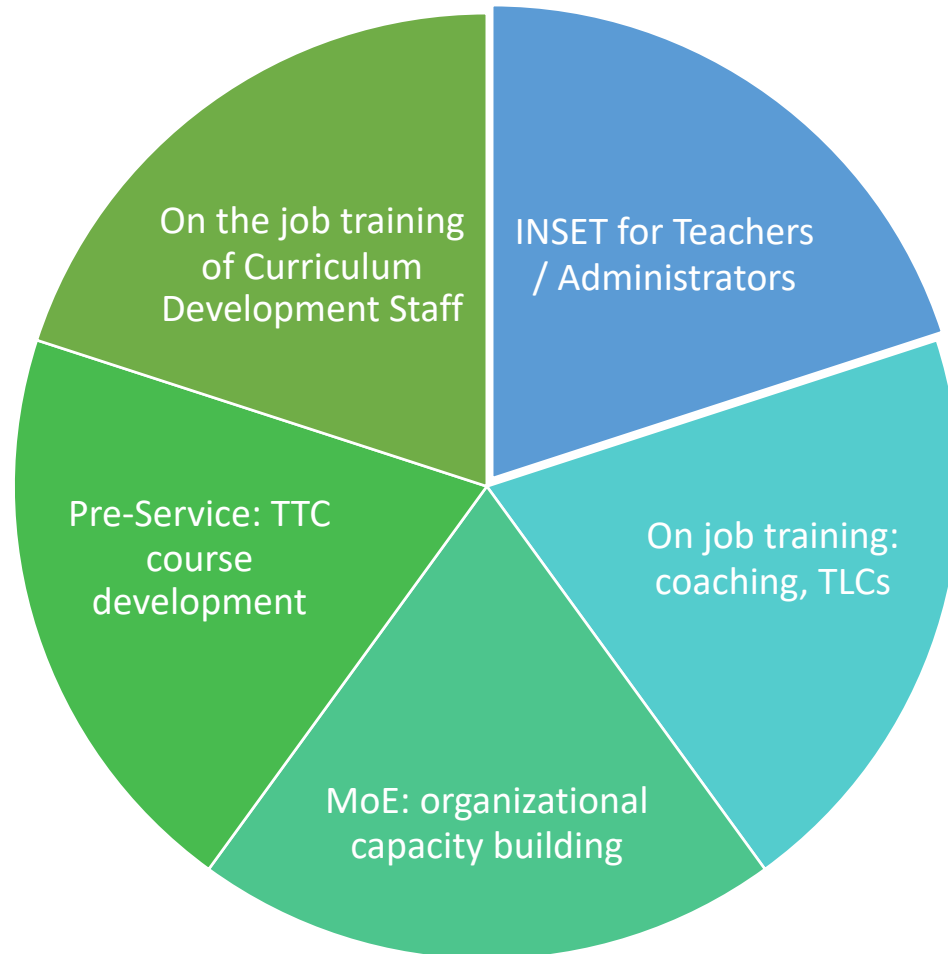 INSET for Teachers
/ Administrators
On job training:
coaching, TLCs
MoE: organizational
capacity building
Pre-Service: TTC
course
development
On the job training
of Curriculum
Development Staff